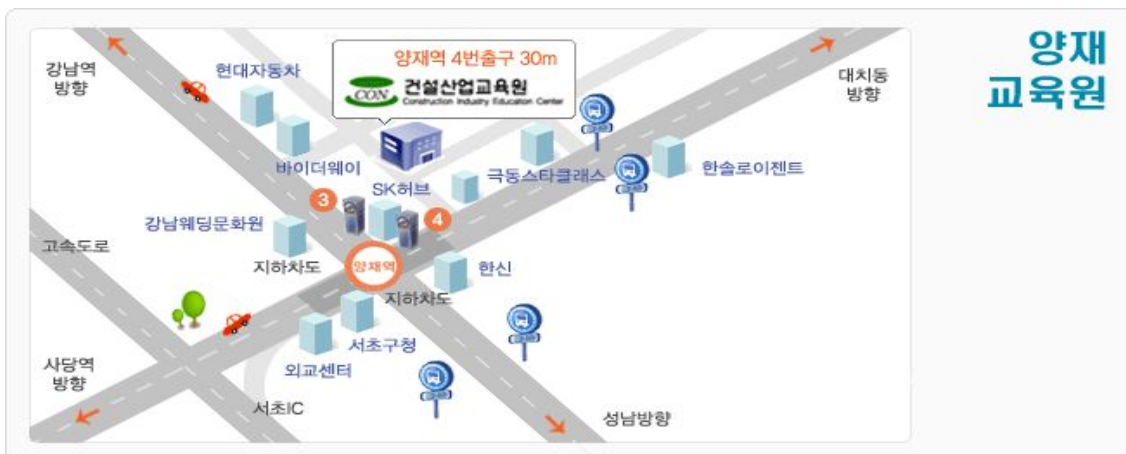 양재
교육원
양재역 4번출구 30m
CON
건설산업교육원
Construction Industry Education Center
강남역
방향
현대자동차
대치동
방향
바이더웨이
SK허브
극동스타클래스
한솔로이젠트
3
4
강남웨딩문화원
고속도로
지하차도
양재역
한신
지하차도
서초구청
외교센터
사당역
방향
서초IC
성남방향